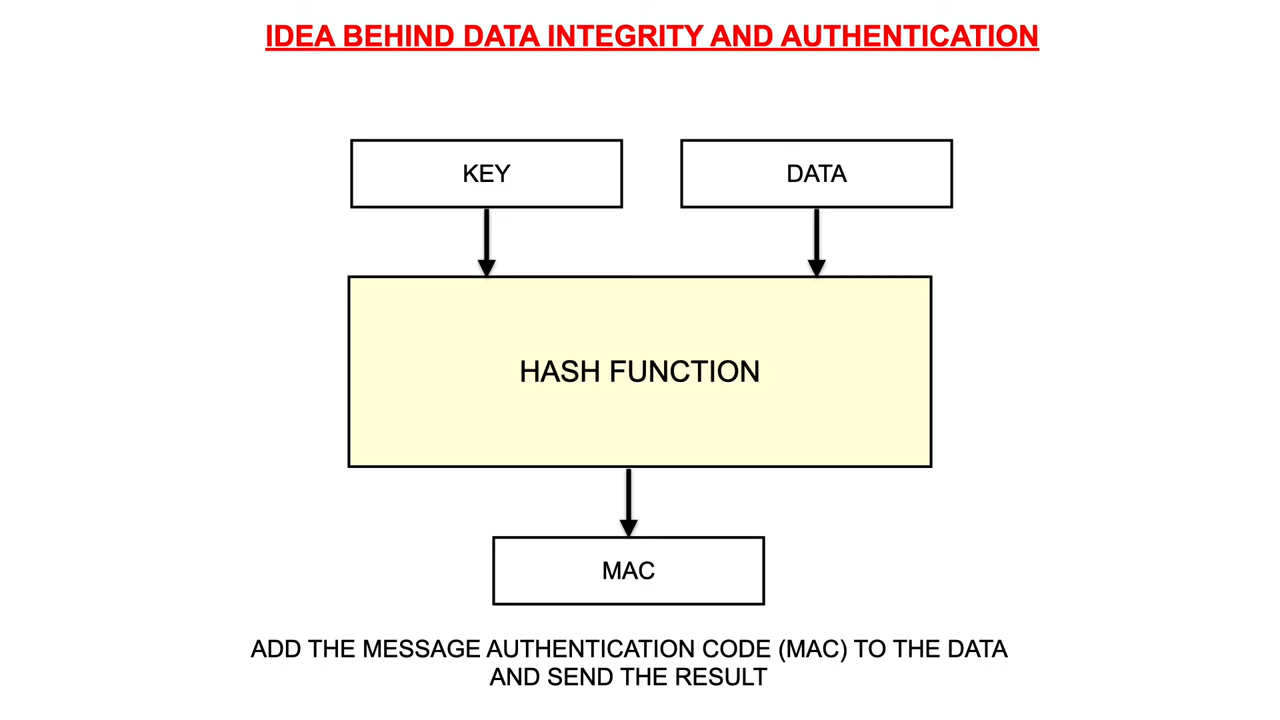 IDEA BEHIND DATA INTEGRITY AND AUTHENTICATION
KEY
DATA
HASH FUNCTION
MAC
ADD THE MESSAGE AUTHENTICATION CODE (MAC) TO THE DATA
AND SEND THE RESULT